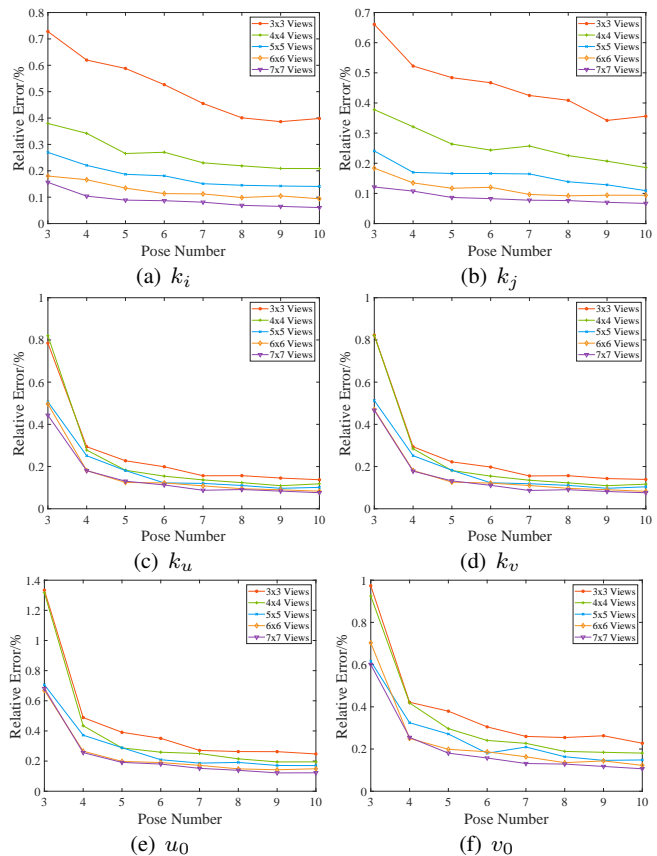 0.8
0.7
0.6
0.5
0.4
0.3
0.2
0.1
0
Relative Error/%
3 4 5 6 7 8 9 10
Pose Number
3x3 Views
4x4 Views
5x5 Views
6x6 Views
7x7 Views
(a) k_i
0.7
0.6
0.5
0.4
0.3
0.2
0.1
0
Relative Error/%
3 4 5 6 7 8 9 10
Pose Number
3x3 Views
4x4 Views
5x5 Views
6x6 Views
7x7 Views
(b) k_j
1
0.8
0.6
0.4
0.2
0
Relative Error/%
3 4 5 6 7 8 9 10
Pose Number
3x3 Views
4x4 Views
5x5 Views
6x6 Views
7x7 Views
(c) k_u
1
0.8
0.6
0.4
0.2
0
Relative Error/%
3 4 5 6 7 8 9 10
Pose Number
3x3 Views
4x4 Views
5x5 Views
6x6 Views
7x7 Views
(d) k_v
1.4
1.2
1
0.8
0.6
0.4
0.2
0
Relative Error/%
3 4 5 6 7 8 9 10
Pose Number
3x3 Views
4x4 Views
5x5 Views
6x6 Views
7x7 Views
(e) u_0
1
0.8
0.6
0.4
0.2
0
Relative Error/%
3 4 5 6 7 8 9 10
Pose Number
3x3 Views
4x4 Views
5x5 Views
6x6 Views
7x7 Views
(f) v_0